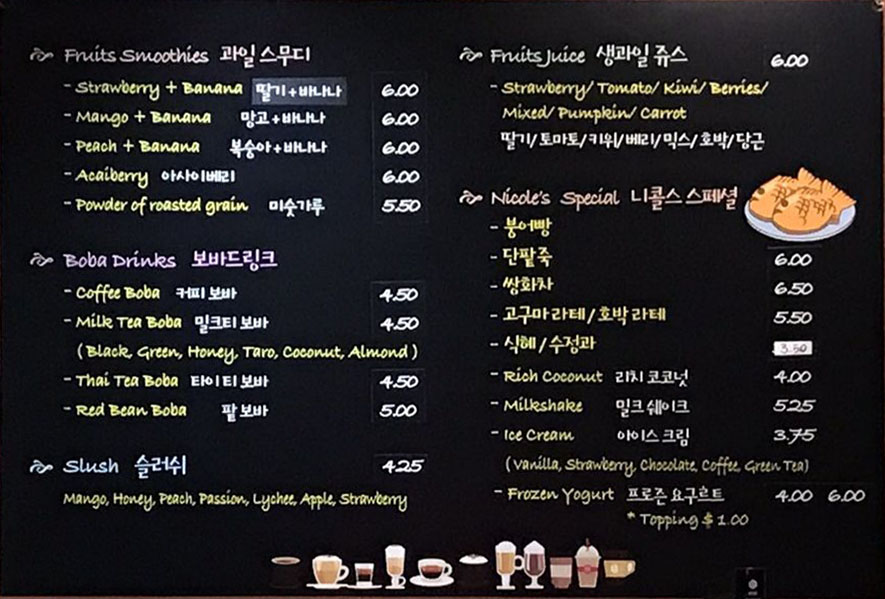 Fruits Smoothies 과일 스무디
- Strawberry + Banana 딸기+바나나 6.00
- Mango + Banana 망고+바나나 6.00
- Peach + Banana 복숭아+바나나 6.00
- Acaiberry 아사이베리 6.00
- Powder of roasted grain 미숫가루 5.50
Boba Drinks 보바드링크
- Coffee Boba 커피 보바 4.50
- Milk Tea Boba 밀크티 보바 4.50
(Black, Green, Honey, Taro, Coconut, Almond)
- Thai Tea Boba 타이 티 보바 4.50
- Red Bean Boba 팥 보바 5.00
Slush 슬러쉬 4.25
Mango, Honey, Peach, Passion, Lychee, Apple, Strawberry
Fruits Juice 생과일 쥬스 6.00
- Strawberry/ Tomato/ Kiwi/ Berries/
Mixed/ Pumpkin/ Carrot
딸기/토마토/키위/베리/믹스/호박/당근
Nicole's Special 니콜스 스페셜
- 붕어빵
- 단팥죽 6.00
- 쌍화차 6.50
- 고구마 라테 / 호박 라테 5.50
- 식혜 / 수정과 3.50
- Rich Coconut 리치 코코넛 4.00
- Milkshake 밀크 쉐이크 5.25
- Ice Cream 아이스 크림 3.75
(Vanilla, Strawberry, Chocolate, Coffee, Green Tea)
- Frozen Yogurt 프로즌 요구르트 4.00 6.00
* Topping $ 1.00